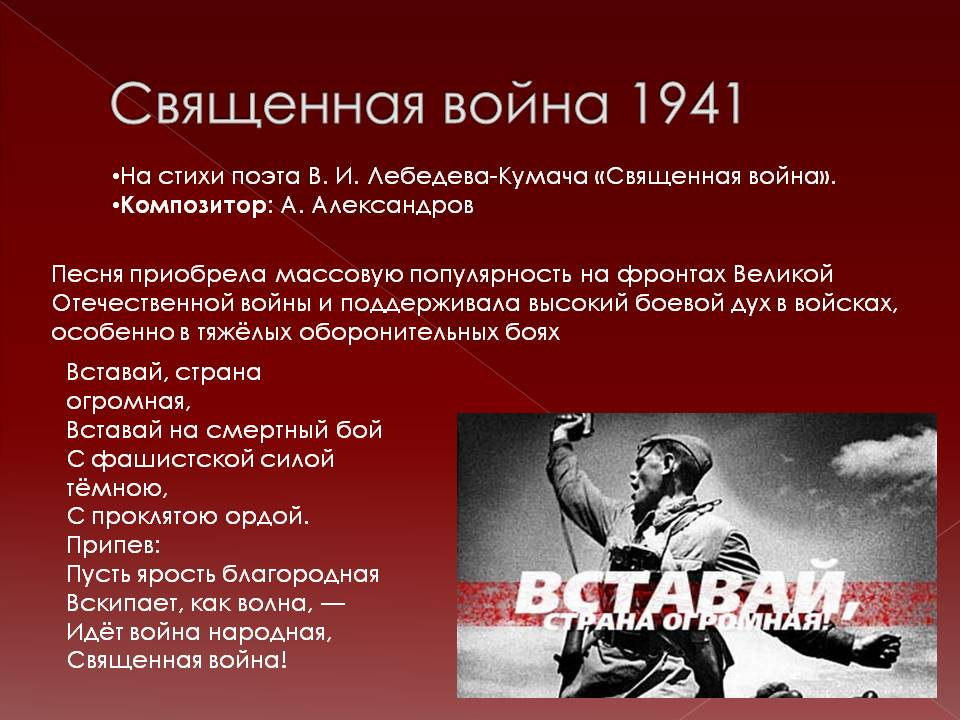 Священная война 1941
•На стихи поэта В. И. Лебедева-Кумача «Священная война».
•Композитор: А. Александров
Песня приобрела массовую популярность на фронтах Великой
Отечественной войны и поддерживала высокий боевой дух в войсках,
особенно в тяжёлых оборонительных боях
Вставай, страна
огромная,
Вставай на смертный бой
С фашистской силой
тёмною,
С проклятою ордой.
Припев:
Пусть ярость благородная
Вскипает, как волна, —
Идёт война народная,
Священная война!
ВСТАВАЙ,
СТРАНА ОГРОМНАЯ!